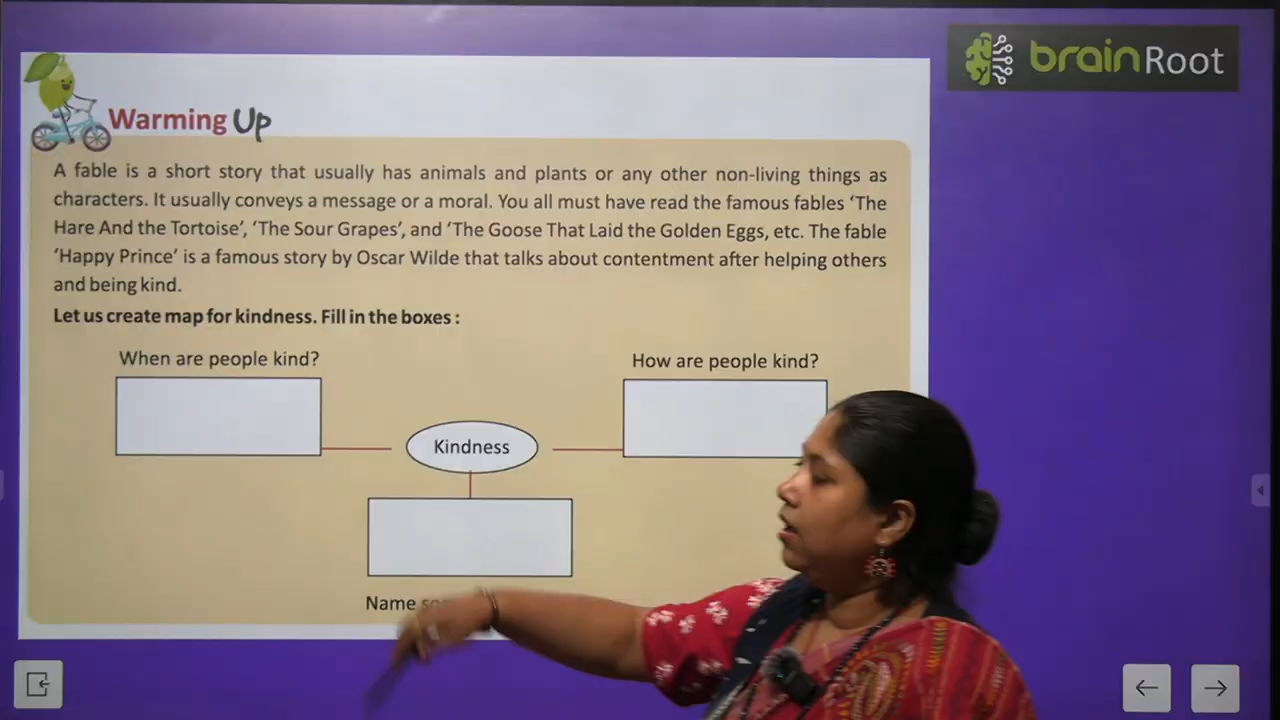 brainRoot
Warming Up
A fable is a short story that usually has animals and plants or any other non-living things as
characters. It usually conveys a message or a moral. You all must have read the famous fables ‘The
Hare And the Tortoise’, ‘The Sour Grapes’, and ‘The Goose That Laid the Golden Eggs, etc. The fable
‘Happy Prince’ is a famous story by Oscar Wilde that talks about contentment after helping others
and being kind.
Let us create map for kindness. Fill in the boxes :
When are people kind?
How are people kind?
Kindness
Name